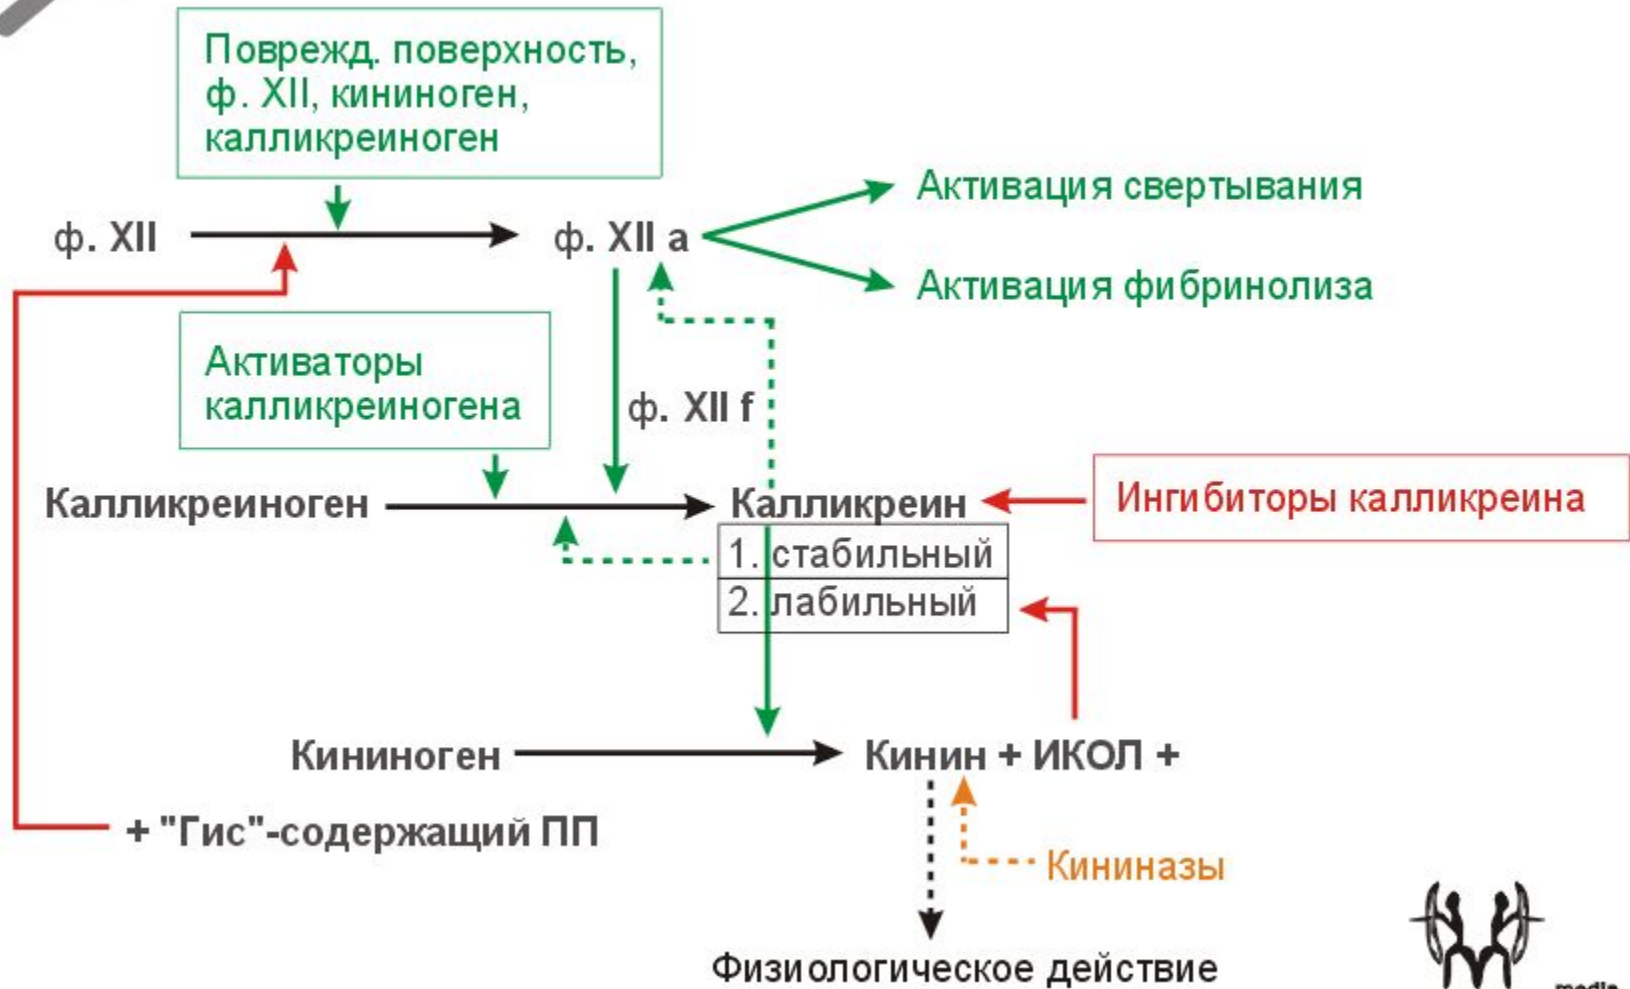 Поврежд. поверхность,
ф. XII, кининоген,
калликреиноген
Активация свертывания
ф. XII
ф. XII а
Активация фибринолиза
Активаторы
калликреиногена
ф. XII f
Калликреиноген
Калликреин
Ингибиторы калликреина
1. стабильный
2. лабильный
Кининоген
Кинин + ИКОЛ +
+ "Гис"-содержащий ПП
Кининазы
Физиологическое действие
media